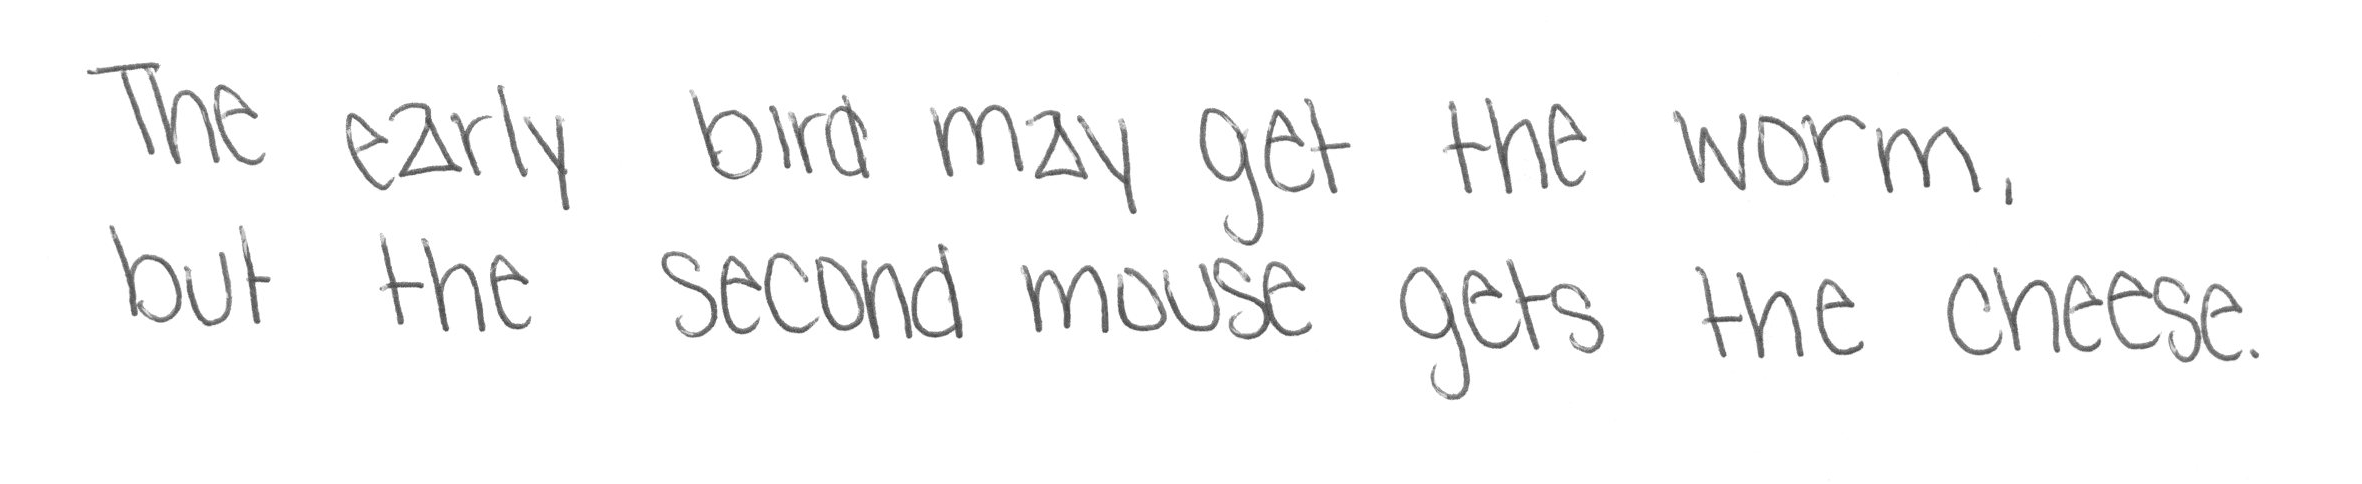 The early bird may get the worm,
but the second mouse gets the cheese.